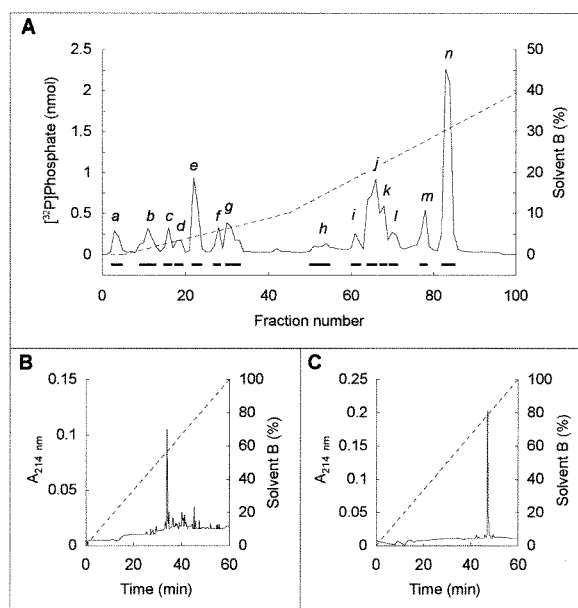 A
[³²P]Phosphate (nmol)
2.5
2
1.5
1
0.5
0
a
b
c
d
e
f
g
h
i
j
k
l
m
n
50
40
30
20
10
0
Solvent B (%)
0
20
40
60
80
100
Fraction number
B
A214 nm
0.15
0.1
0.05
0
100
80
60
40
20
0
Solvent B (%)
0
20
40
60
Time (min)
C
A214 nm
0.25
0.2
0.15
0.1
0.05
0
100
80
60
40
20
0
Solvent B (%)
0
20
40
60
Time (min)